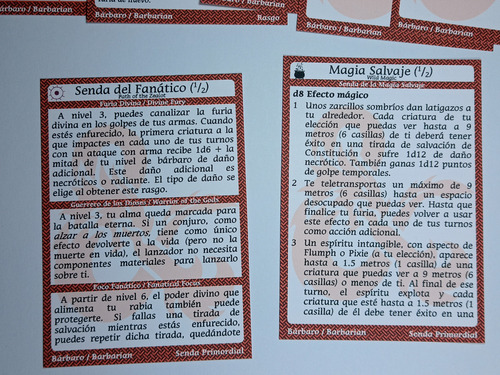 Bárbaro / Barbarian
Bárbaro / Barbarian
Rasgo
Bárbaro / Barbarian
Bárbaro / Barbarian
Senda del Fanático (1/2)
Path of the Zealot
Furia Divina / Divine Fury
A nivel 3, puedes canalizar la furia
divina en los golpes de tus armas. Cuando
estés enfurecido, la primera criatura a la
que impactes en cada uno de tus turnos
con un ataque con arma recibe 1d6 + la
mitad de tu nivel de bárbaro de daño
adicional. Este daño adicional es
necróticos o radiante. El tipo de daño se
elige al obtener este rasgo.
Guerrero de los Dioses / Warrior of the Gods
A nivel 3, tu alma queda marcada para
la batalla eterna. Si un conjuro, como
alzar a los muertos, tiene como único
efecto devolverte a la vida (pero no la
muerte en vida), el lanzador no necesita
componentes materiales para lanzarlo
sobre ti.
Foco Fanático / Fanatical Focus
A partir de nivel 6, el poder divino que
alimenta tu rabia también puede
protegerte. Si fallas una tirada de
salvación mientras estás enfurecido,
puedes repetir dicha tirada, quedándote
Bárbaro / Barbarian
Senda Primordial
Magia Salvaje (1/2)
Wild Magic
Senda de la Magia Salvaje
d8 Efecto mágico
1 Unos zarcillos sombríos dan latigazos a
tu alrededor. Cada criatura de tu
elección que puedas ver hasta a 9
metros (6 casillas) de ti deberá tener
éxito en una tirada de salvación de
Constitución o sufre 1d12 de daño
necrótico. También ganas 1d12 puntos
de golpe temporales.
2 Te teletransportas un máximo de 9
metros (6 casillas) hasta un espacio
desocupado que puedas ver. Hasta que
finalice tu furia, puedes volver a usar
este efecto en cada uno de tus turnos
como acción adicional.
3 Un espíritu intangible, con aspecto de
Flumph o Pixie (a tu elección), aparece
hasta a 1.5 metros (1 casilla) de una
criatura que puedas ver a 9 metros (6
casillas) o menos de ti. Al final de ese
turno, el espíritu explota y cada
criatura que esté hasta a 1.5 metros (1
casilla) de él debe tener éxito en una
Bárbaro / Barbarian
Senda Primordial